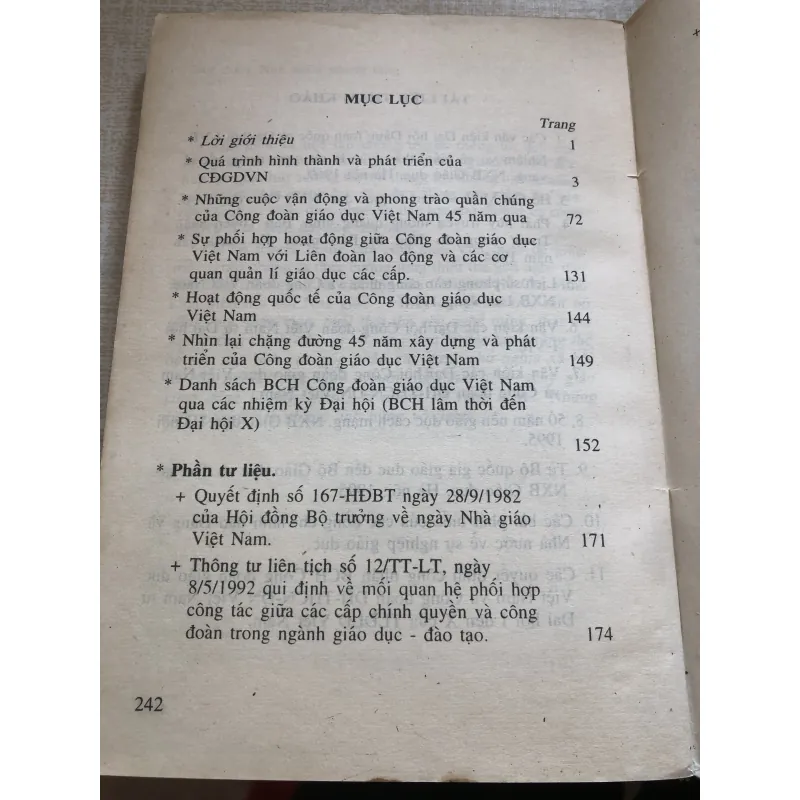 MỤC LỤC
Trang
* Lời giới thiệu 1
* Quá trình hình thành và phát triển của
CĐGDVN 3
* Những cuộc vận động và phong trào quần chúng
của Công đoàn giáo dục Việt Nam 45 năm qua 72
* Sự phối hợp hoạt động giữa Công đoàn giáo dục
Việt Nam với Liên đoàn lao động và các cơ
quan quản lí giáo dục các cấp. 131
* Hoạt động quốc tế của Công đoàn giáo dục
Việt Nam 144
* Nhìn lại chặng đường 45 năm xây dựng và phát
triển của Công đoàn giáo dục Việt Nam 149
* Danh sách BCH Công đoàn giáo dục Việt Nam
qua các nhiệm kỳ Đại hội (BCH lâm thời đến
Đại hội X)
152
* Phần tư liệu.
+ Quyết định số 167-HĐBT ngày 28/9/1982
của Hội đồng Bộ trưởng về ngày Nhà giáo
Việt Nam. 171
+ Thông tư liên tịch số 12/TT-LT, ngày
8/5/1992 qui định về mối quan hệ phối hợp
công tác giữa các cấp chính quyền và công
đoàn trong ngành giáo dục - đào tạo. 174
242